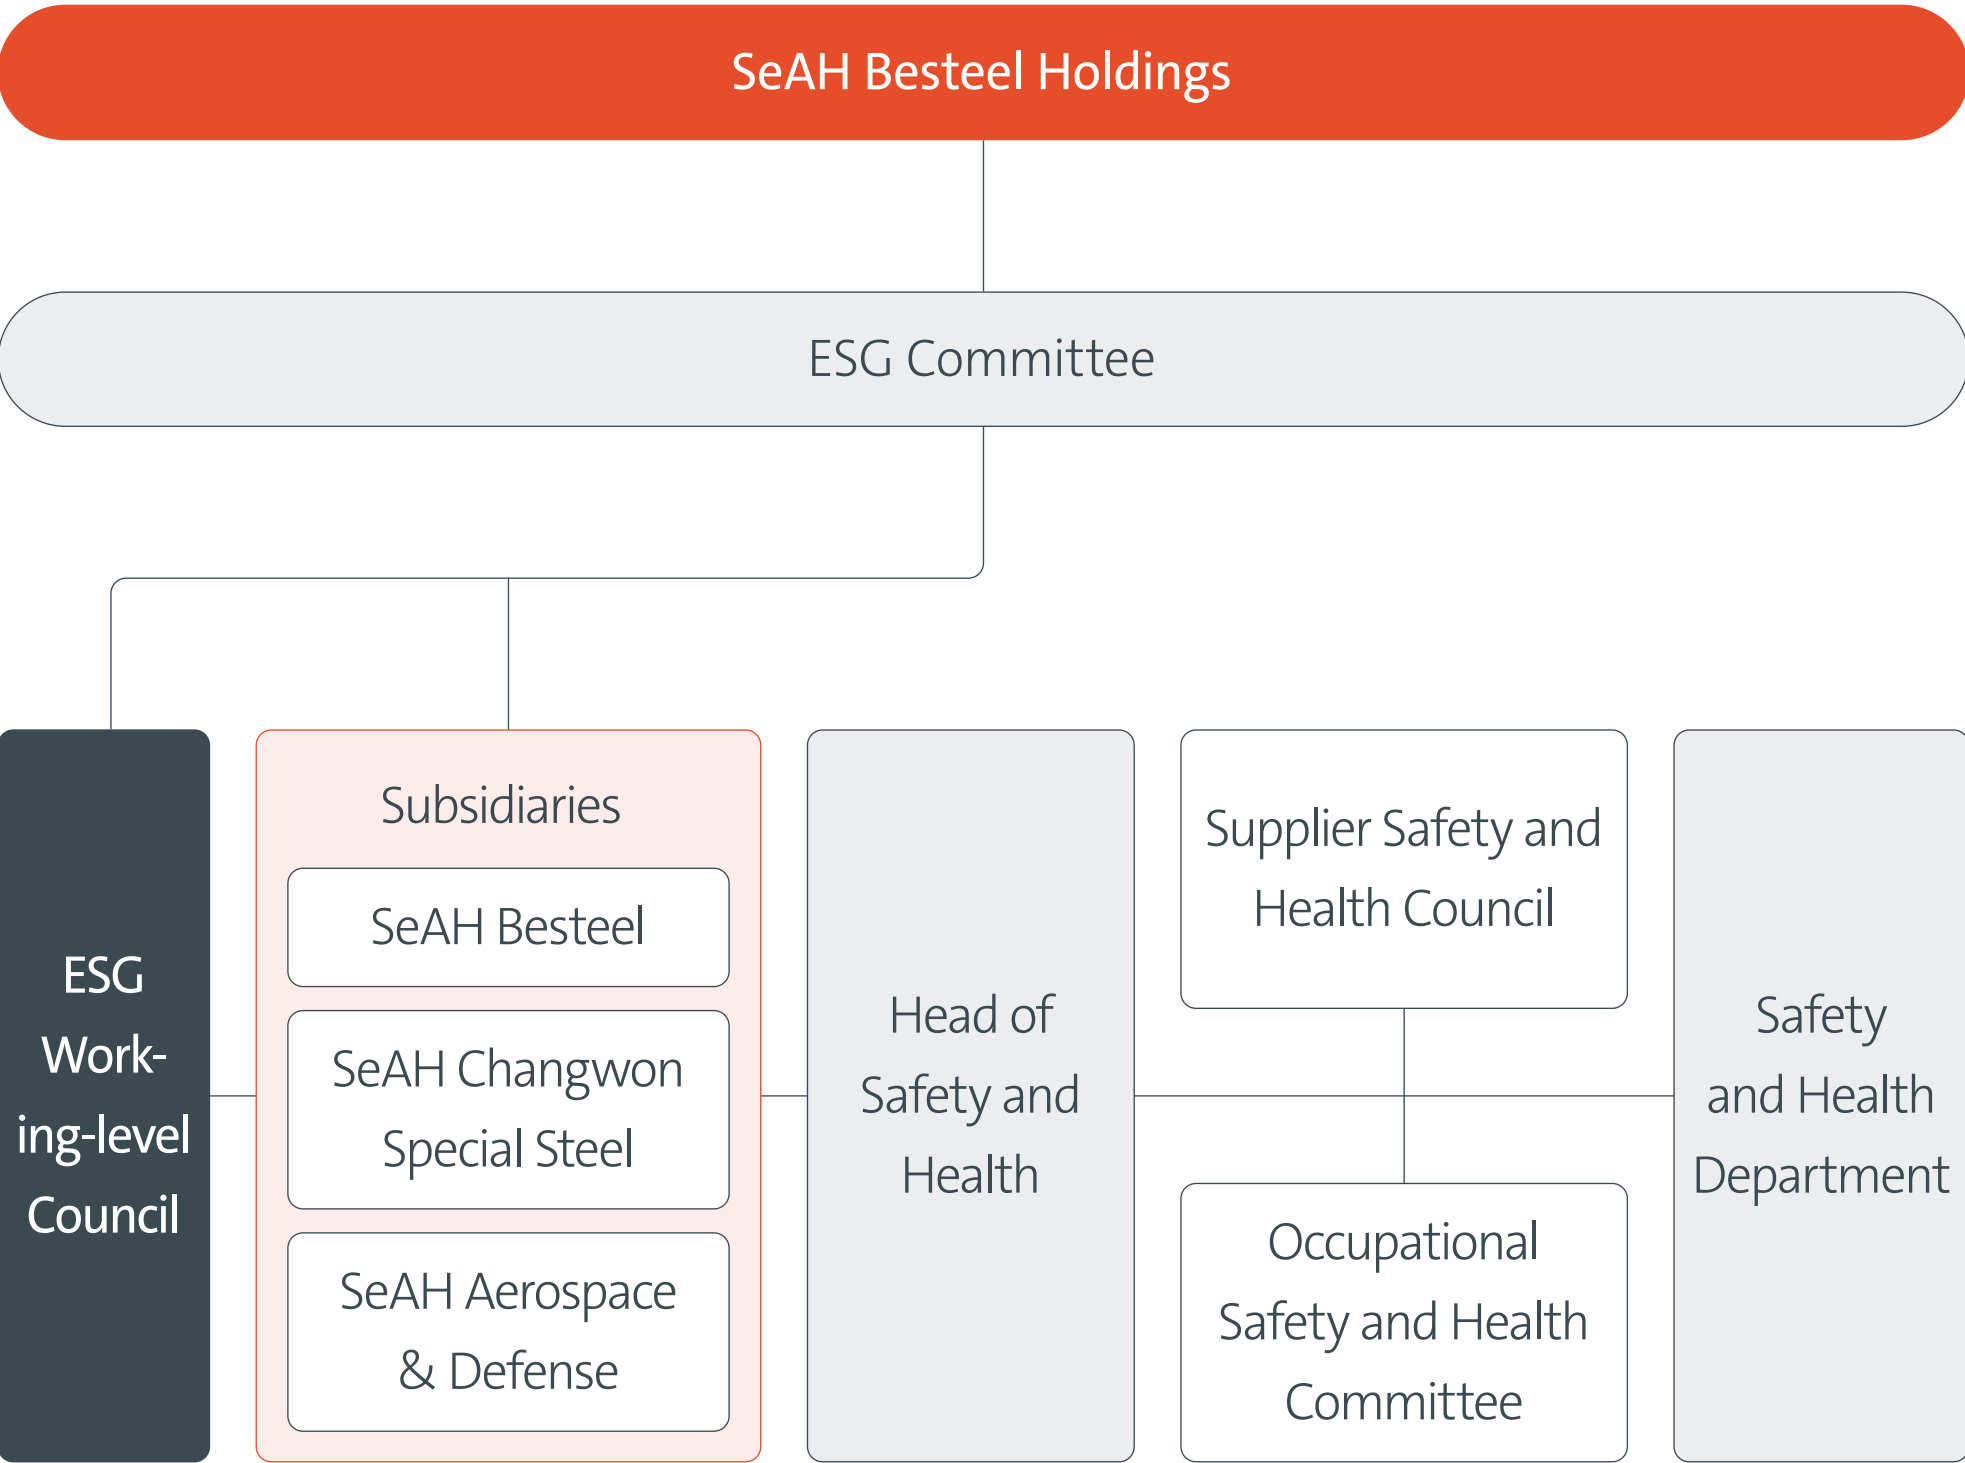 SeAH Besteel Holdings
ESG Committee
ESG
Work-
ing-level
Council
Subsidiaries
SeAH Besteel
SeAH Changwon
Special Steel
SeAH Aerospace
& Defense
Head of
Safety and
Health
Supplier Safety and
Health Council
Occupational
Safety and Health
Committee
Safety
and Health
Department